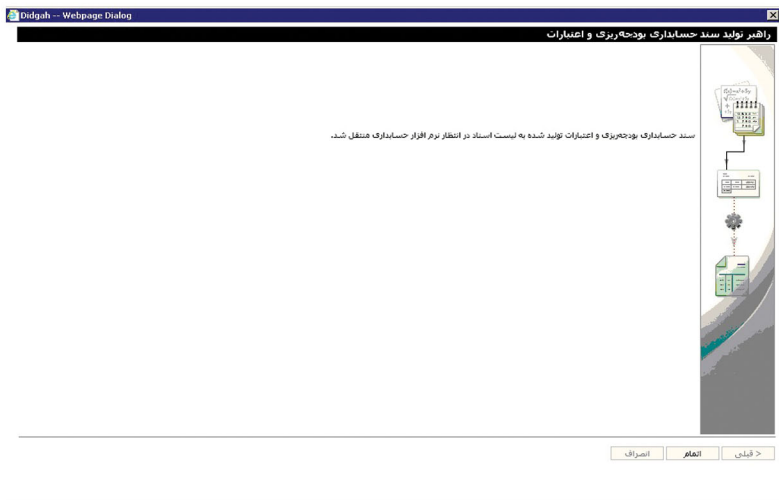 Didgah -- Webpage Dialog
راهبر تولید سند حسابداری بودجه‌ریزی و اعتبارات
سند حسابداری بودجه‌ریزی و اعتبارات تولید شده به لیست اسناد در انتظار نرم افزار حسابداری منتقل شد.
< قبلی اتمام انصراف